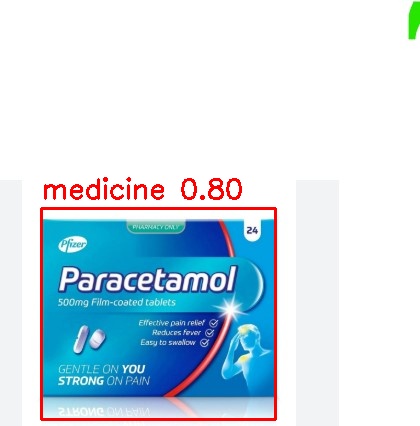 medicine 0.80
PHARMACY ONLY
24
Pfizer
Paracetamol
500mg Film-coated tablets
Effective pain relief
Reduces fever
Easy to swallow
GENTLE ON YOU
STRONG ON PAIN